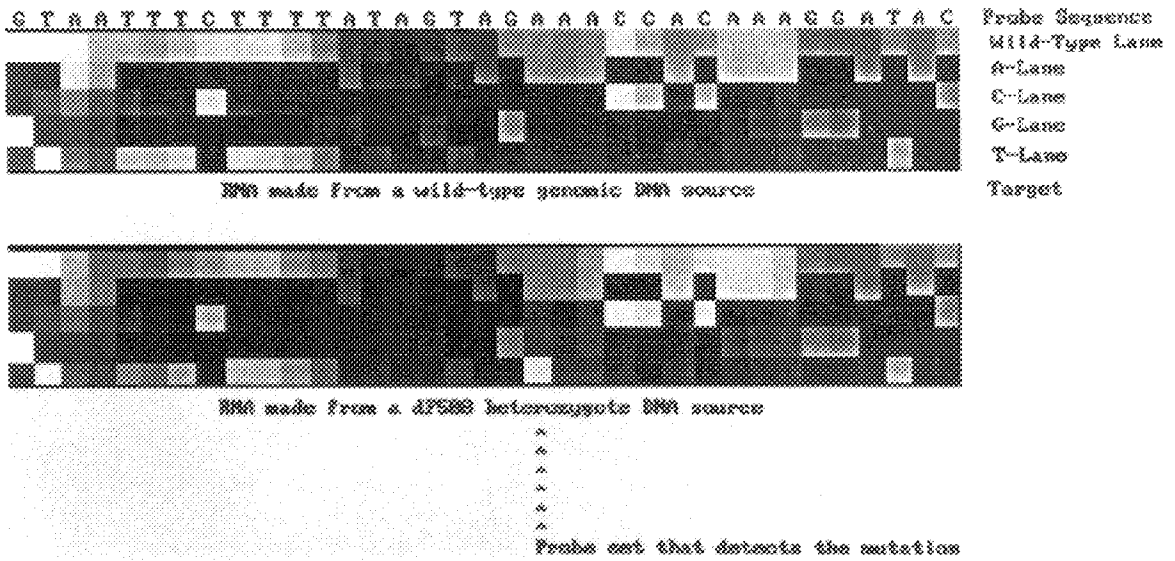 G T A A T T T C T T T T A T A G T A G A A A C C A C A A A G G A T A C Probe Sequence
Wild-Type Lane
A-Lane
C-Lane
G-Lane
T-Lane
RNA made from a wild-type genomic DNA source Target
RNA made from a dF508 heterozygote DNA source
^
^
^
^
^
^
Probe set that detects the mutation